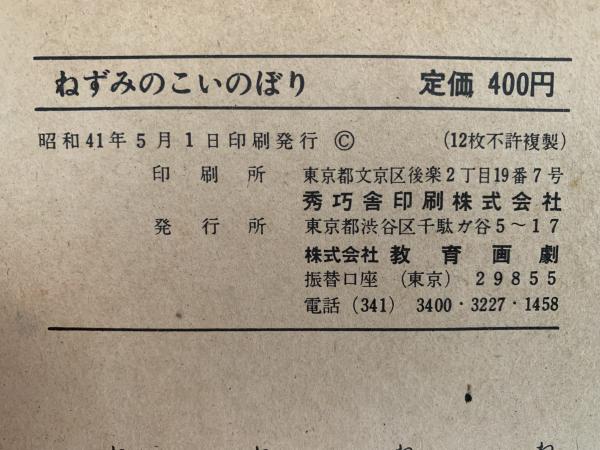 ねずみのこいのぼり 定価 400円
昭和41年5月1日印刷発行 © (12枚不許複製)
印刷所 東京都文京区後楽2丁目19番7号
秀巧舎印刷株式会社
発行所 東京都渋谷区千駄ガ谷5〜17
株式会社 教育画劇
振替口座 (東京) 29855
電話 (341) 3400・3227・1458